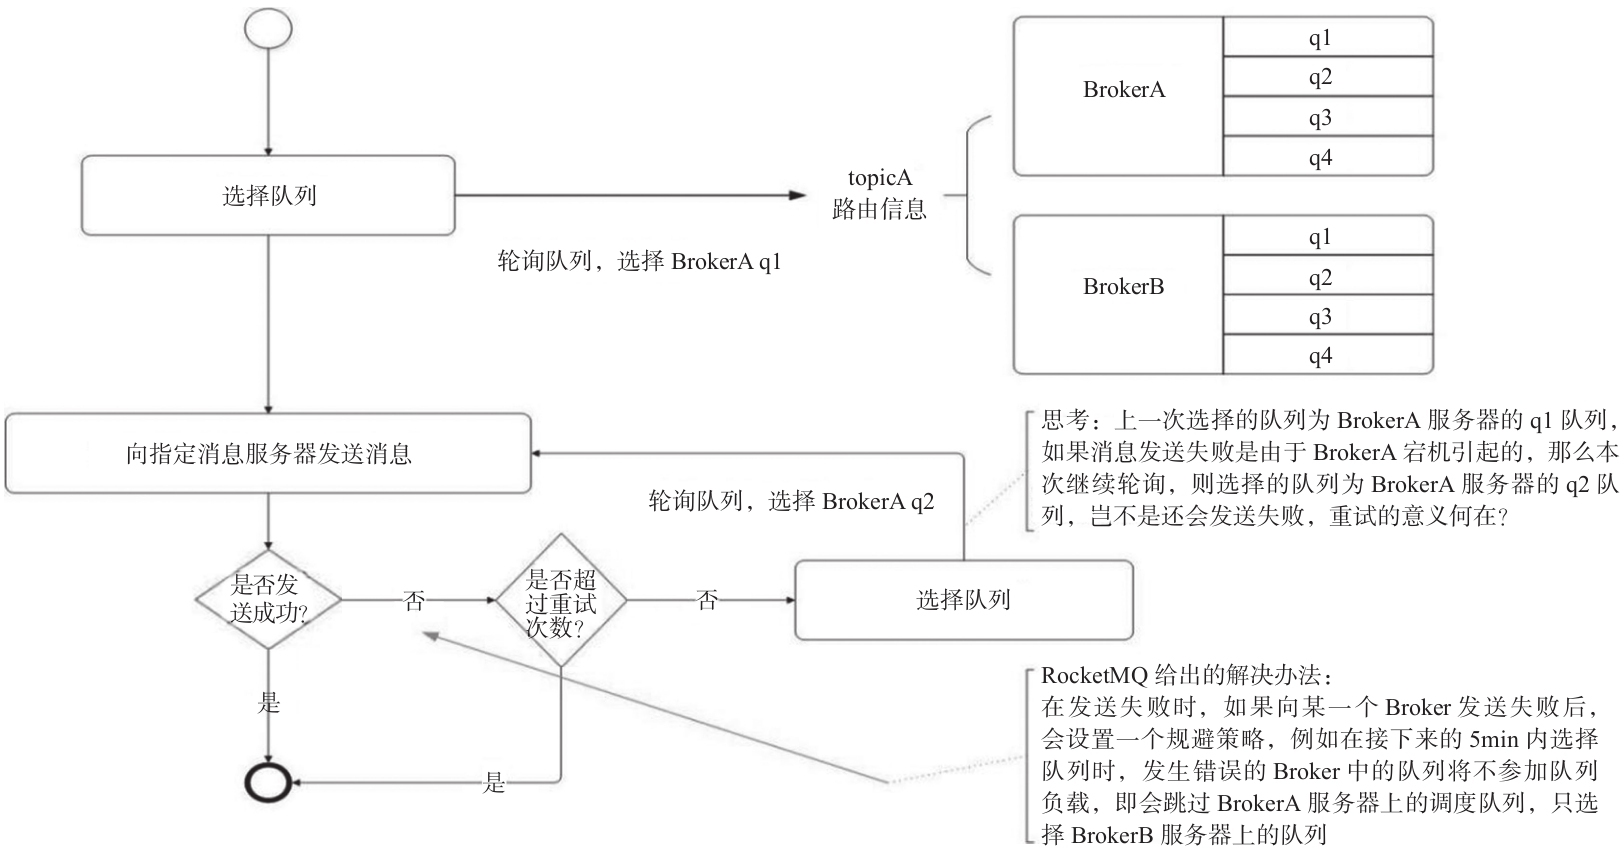 BrokerA
q1
q2
q3
q4
选择队列
topicA
路由信息
轮询队列，选择 BrokerA q1
BrokerB
q1
q2
q3
q4
向指定消息服务器发送消息
轮询队列，选择 BrokerA q2
思考：上一次选择的队列为 BrokerA 服务器的 q1 队列，
如果消息发送失败是由于 BrokerA 宕机引起的，那么本
次继续轮询，则选择的队列为 BrokerA 服务器的 q2 队
列，岂不是还会发送失败，重试的意义何在？
是否发
送成功？
否
是否超
过重试
次数？
否
选择队列
是
是
RocketMQ 给出的解决办法：
在发送失败时，如果向某一个 Broker 发送失败后，
会设置一个规避策略，例如在接下来的 5min 内选择
队列时，发生错误的 Broker 中的队列将不参加队列
负载，即会跳过 BrokerA 服务器上的调度队列，只选
择 BrokerB 服务器上的队列